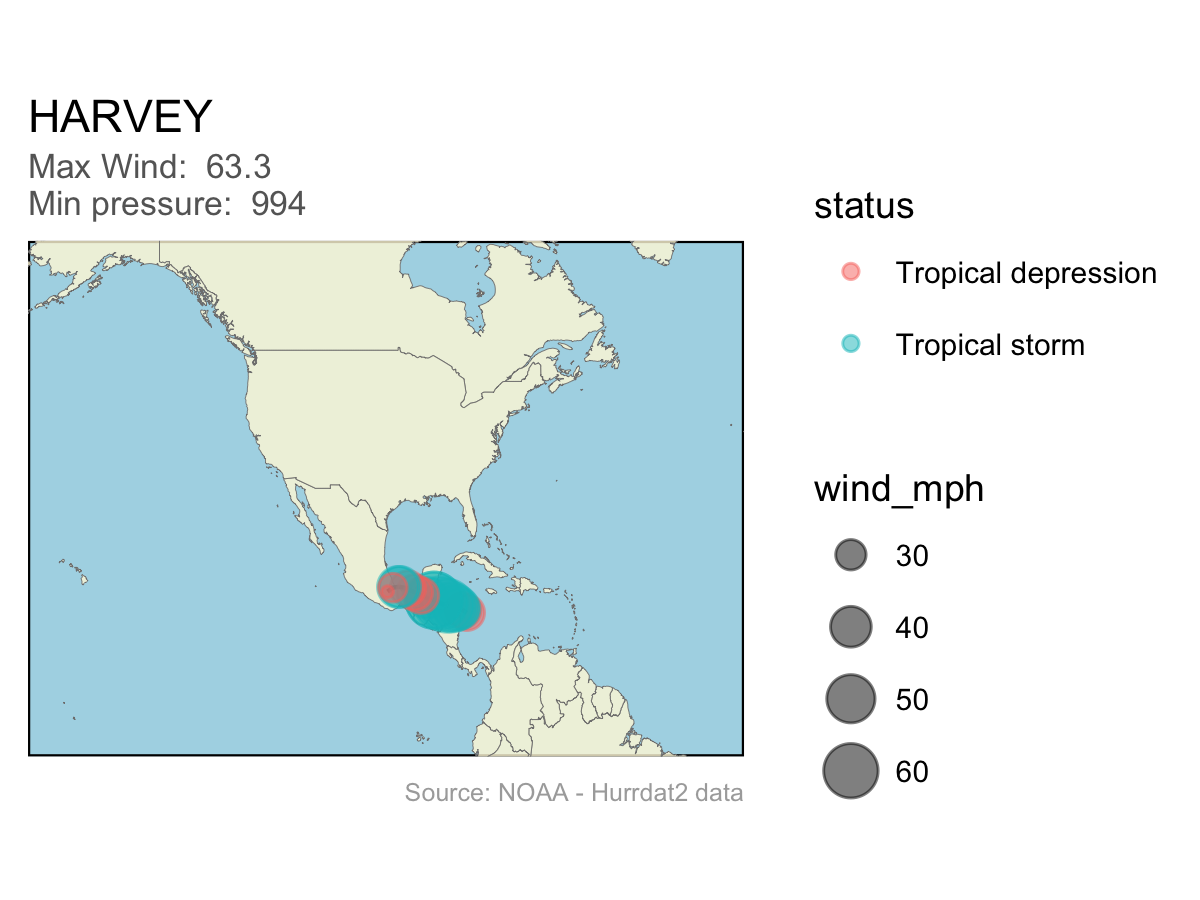 HARVEY
Max Wind:  63.3
Min pressure:  994
status
Tropical depression
Tropical storm
wind_mph
30
40
50
60
Source: NOAA - Hurrdat2 data